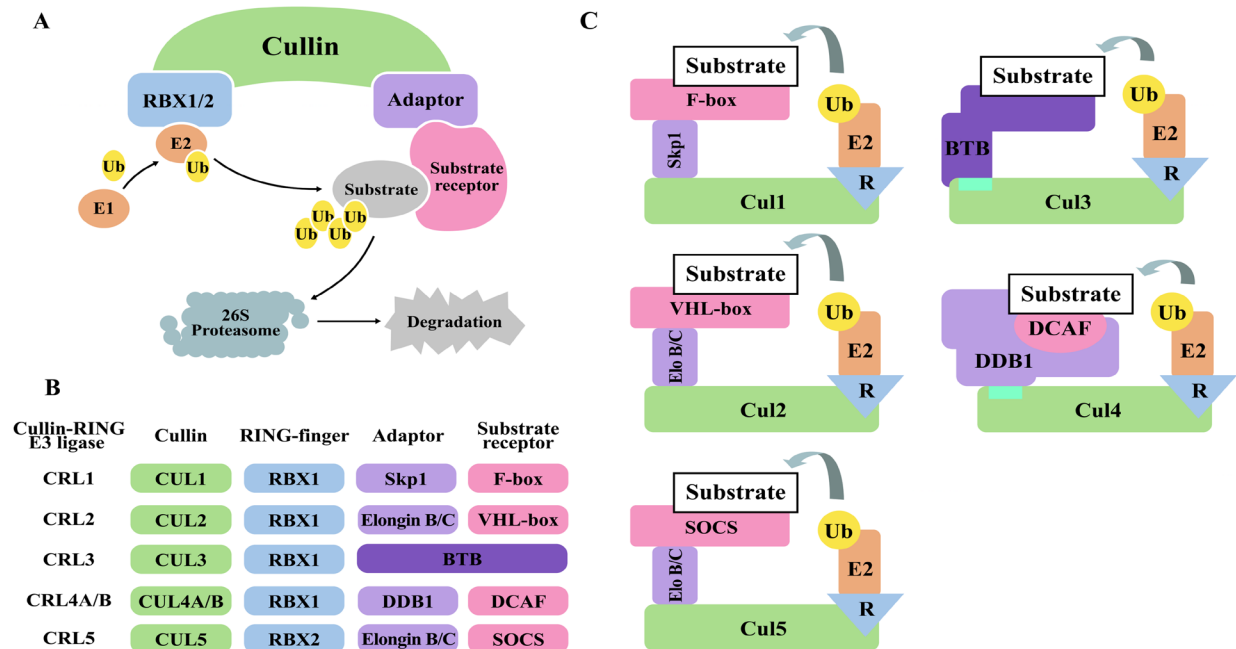 A
Cullin
RBX1/2
Adaptor
E2
Ub
Ub
E1
Substrate
receptor
Substrate
Ub
Ub
Ub
Ub
26S
Proteasome
Degradation
B
Cullin-RING
E3 ligase
Cullin
RING-finger
Adaptor
Substrate
receptor
CRL1 CUL1 RBX1 Skp1 F-box
CRL2 CUL2 RBX1 Elongin B/C VHL-box
CRL3 CUL3 RBX1 BTB
CRL4A/B CUL4A/B RBX1 DDB1 DCAF
CRL5 CUL5 RBX2 Elongin B/C SOCS
C
Substrate
F-box
Skp1
Ub
E2
R
Cul1
Substrate
BTB
Ub
E2
R
Cul3
Substrate
VHL-box
Elo B/C
Ub
E2
R
Cul2
Substrate
DCAF
DDB1
Ub
E2
R
Cul4
Substrate
SOCS
Elo B/C
Ub
E2
R
Cul5